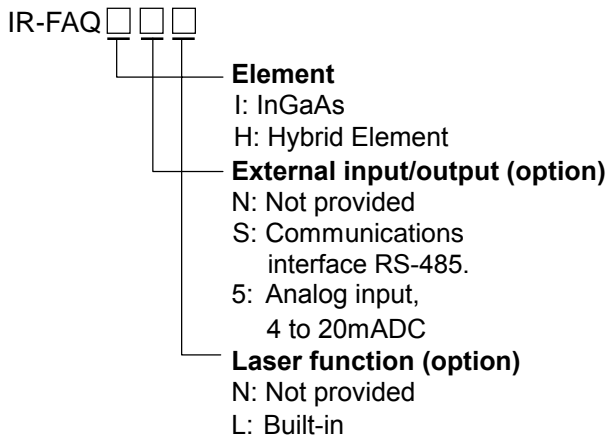 IR-FAQ□ □ □
Element
I: InGaAs
H: Hybrid Element
External input/output (option)
N: Not provided
S: Communications
interface RS-485.
5: Analog input,
4 to 20mADC
Laser function (option)
N: Not provided
L: Built-in